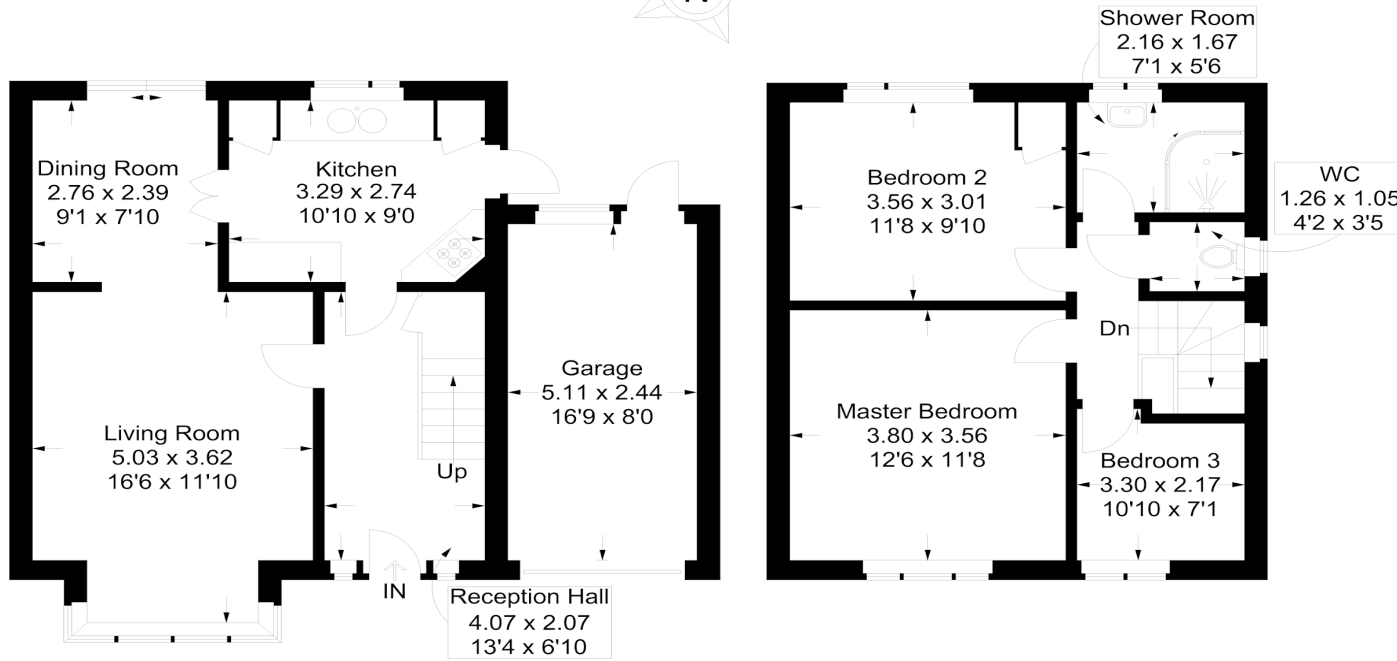 N
Shower Room
2.16 x 1.67
7'1 x 5'6
Dining Room
2.76 x 2.39
9'1 x 7'10
Kitchen
3.29 x 2.74
10'10 x 9'0
Bedroom 2
3.56 x 3.01
11'8 x 9'10
WC
1.26 x 1.05
4'2 x 3'5
Living Room
5.03 x 3.62
16'6 x 11'10
Up
Garage
5.11 x 2.44
16'9 x 8'0
Dn
Master Bedroom
3.80 x 3.56
12'6 x 11'8
Bedroom 3
3.30 x 2.17
10'10 x 7'1
IN
Reception Hall
4.07 x 2.07
13'4 x 6'10